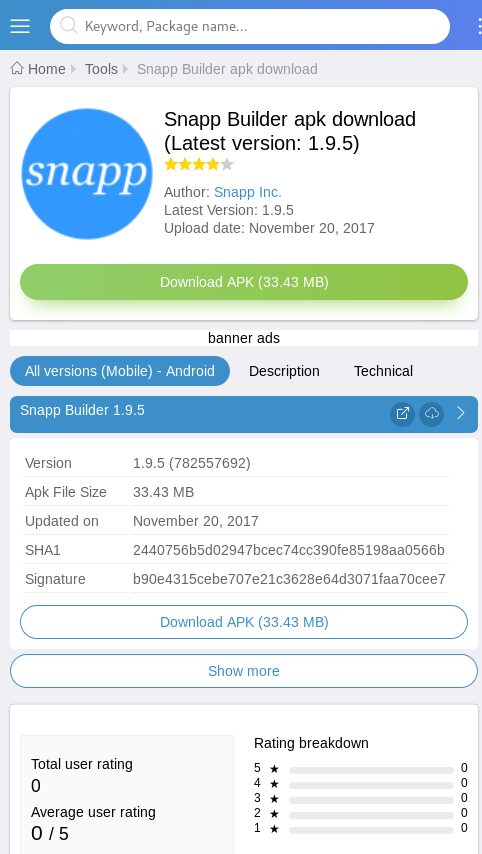 Keyword, Package name...
Home Tools Snapp Builder apk download
snapp
Snapp Builder apk download
(Latest version: 1.9.5)
Author: Snapp Inc.
Latest Version: 1.9.5
Upload date: November 20, 2017
Download APK (33.43 MB)
banner ads
All versions (Mobile) - Android Description Technical
Snapp Builder 1.9.5
Version 1.9.5 (782557692)
Apk File Size 33.43 MB
Updated on November 20, 2017
SHA1 2440756b5d02947bcec74cc390fe85198aa0566b
Signature b90e4315cebe707e21c3628e64d3071faa70cee7
Download APK (33.43 MB)
Show more
Total user rating
0
Average user rating
0 / 5
Rating breakdown
5 ★ 0
4 ★ 0
3 ★ 0
2 ★ 0
1 ★ 0